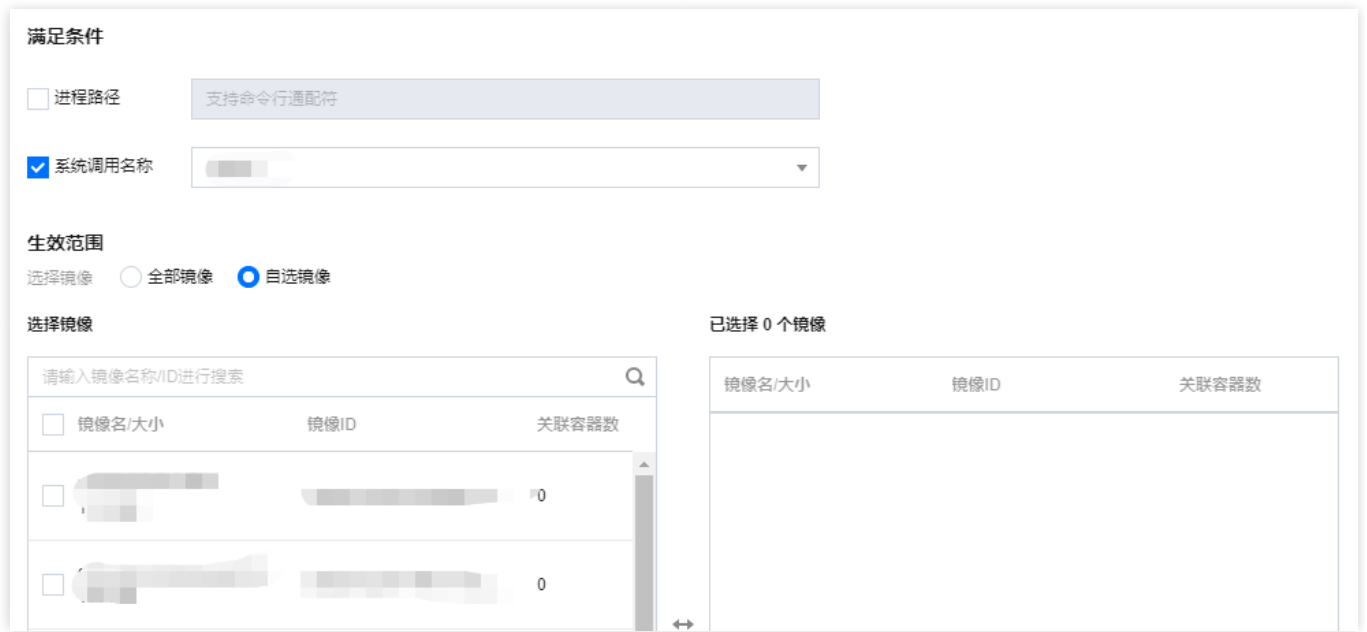 满足条件
进程路径
支持命令行通配符
系统调用名称
生效范围
选择镜像 全部镜像 自选镜像
选择镜像
请输入镜像名称/ID进行搜索
镜像名/大小 镜像ID 关联容器数
0
0
已选择 0 个镜像
镜像名/大小 镜像ID 关联容器数